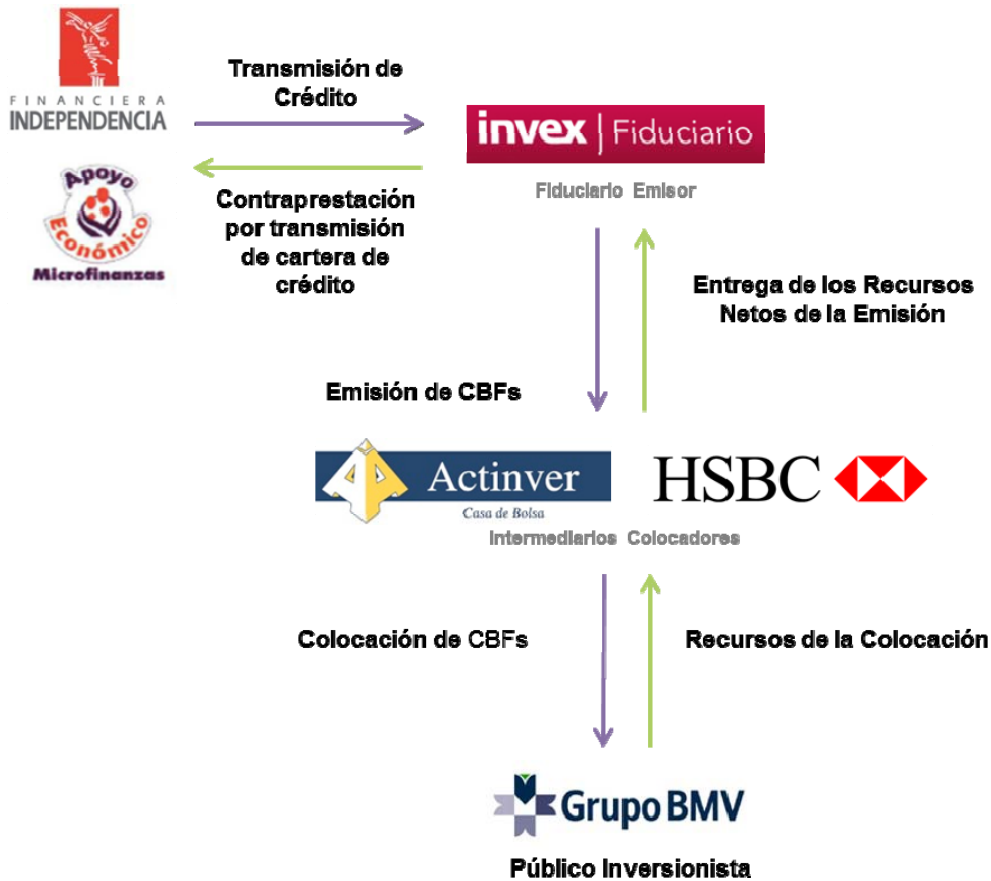 FINANCIERA
INDEPENDENCIA
Transmisión de
Crédito
invex | Fiduciario
Fiduciario Emisor
Apoyo
Económico
Microfinanzas
Contraprestación
por transmisión
de cartera de
crédito
Entrega de los Recursos
Netos de la Emisión
Emisión de CBFs
Actinver
Casa de Bolsa
HSBC
Intermediarios Colocadores
Colocación de CBFs
Recursos de la Colocación
Grupo BMV
Público Inversionista